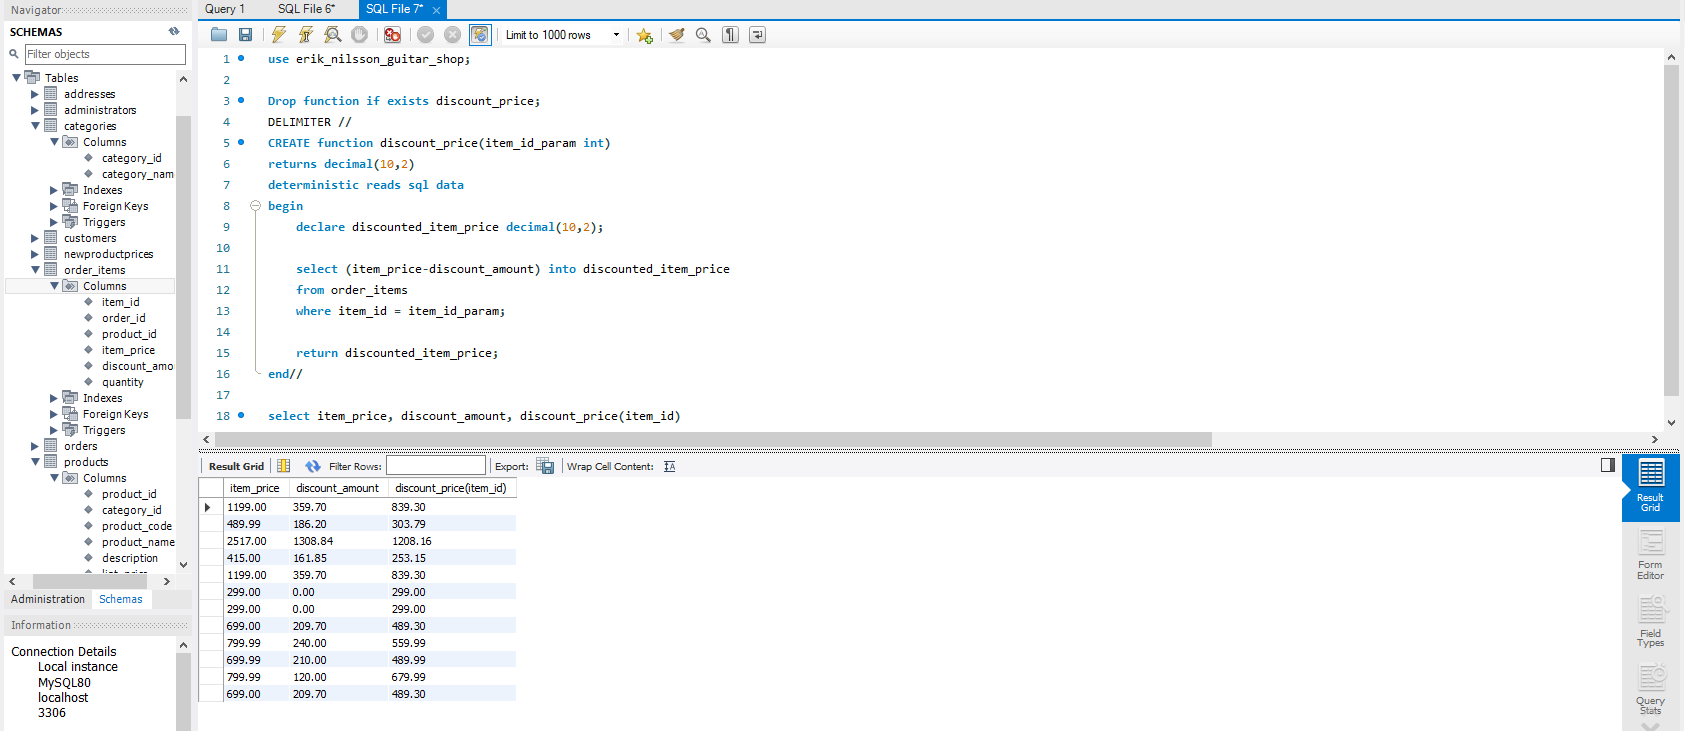 Navigator
SCHEMAS
Filter objects
Tables
addresses
administrators
categories
Columns
category_id
category_nam
Indexes
Foreign Keys
Triggers
customers
newproductprices
order_items
Columns
item_id
order_id
product_id
item_price
discount_amo
quantity
Indexes
Foreign Keys
Triggers
orders
products
Columns
product_id
category_id
product_code
product_name
description
Administration Schemas
Information
Connection Details
Local instance
MySQL80
localhost
3306
Query 1 SQL File 6* SQL File 7*
Limit to 1000 rows
1 use erik_nilsson_guitar_shop;
2
3 Drop function if exists discount_price;
4 DELIMITER //
5 CREATE function discount_price(item_id_param int)
6 returns decimal(10,2)
7 deterministic reads sql data
8 begin
9 declare discounted_item_price decimal(10,2);
10
11 select (item_price-discount_amount) into discounted_item_price
12 from order_items
13 where item_id = item_id_param;
14
15 return discounted_item_price;
16 end//
17
18 select item_price, discount_amount, discount_price(item_id)
Result Grid Filter Rows: Export: Wrap Cell Content: IA
item_price discount_amount discount_price(item_id)
1199.00 359.70 839.30
489.99 186.20 303.79
2517.00 1308.84 1208.16
415.00 161.85 253.15
1199.00 359.70 839.30
299.00 0.00 299.00
299.00 0.00 299.00
699.00 209.70 489.30
799.99 240.00 559.99
699.99 210.00 489.99
799.99 120.00 679.99
699.00 209.70 489.30
Result
Grid
Form
Editor
Field
Types
Query
Stats